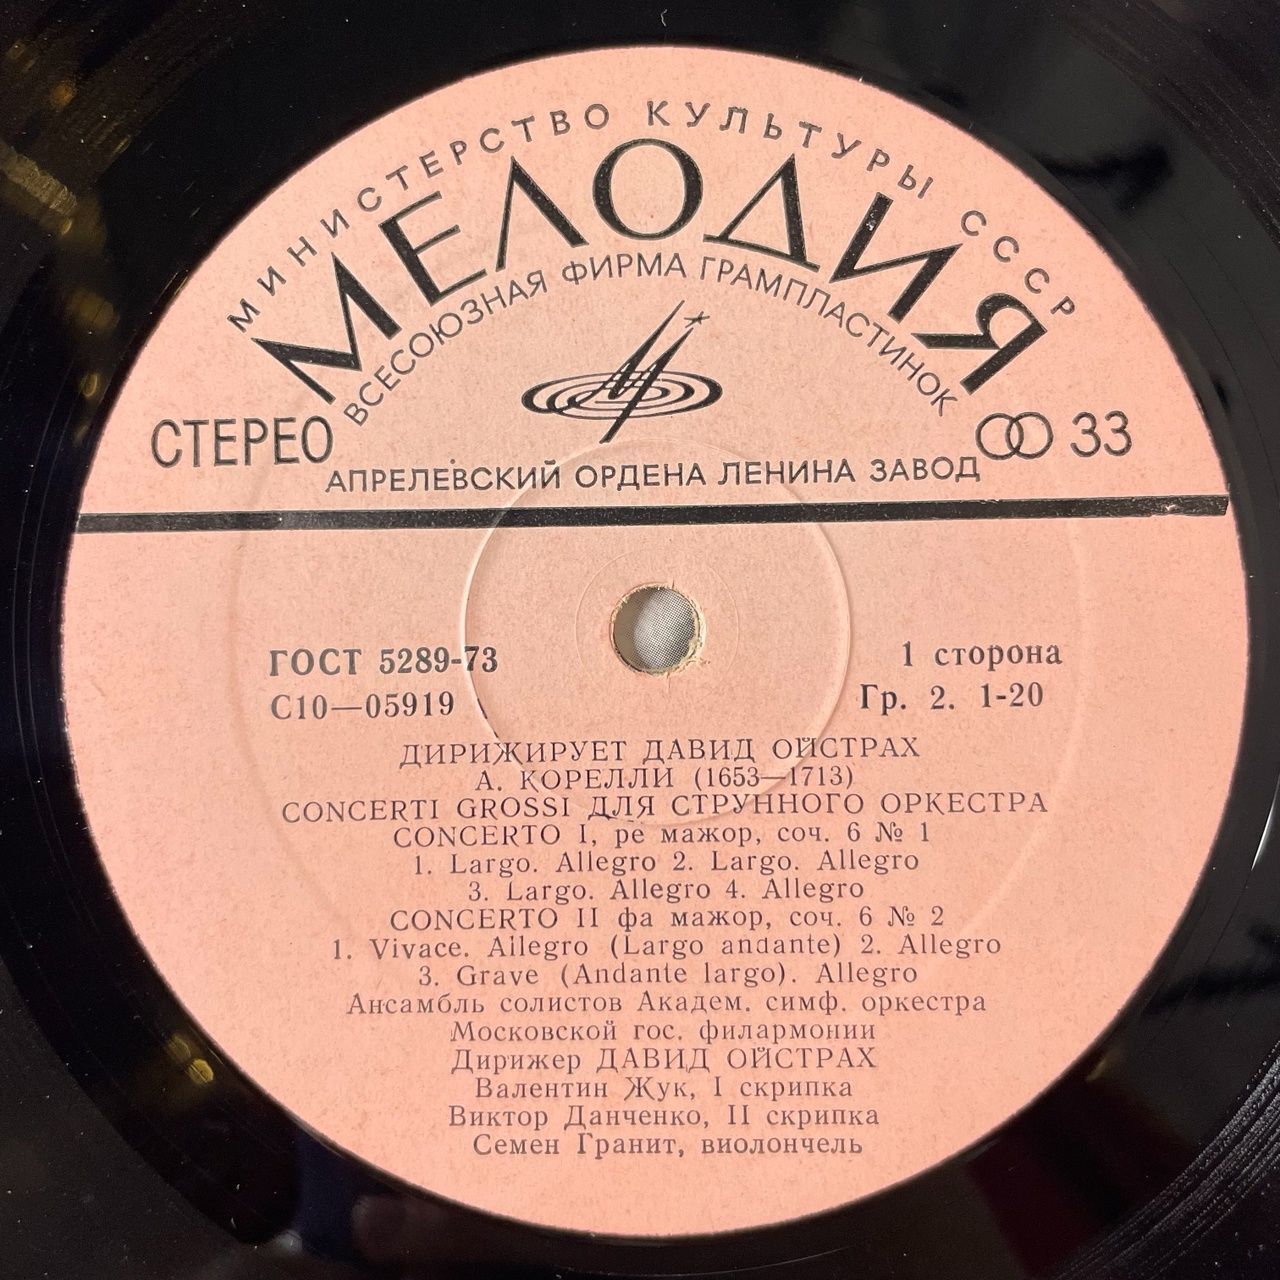 МИНИСТЕРСТВО КУЛЬТУРЫ СССР
МЕЛОДИЯ
ВСЕСОЮЗНАЯ ФИРМА ГРАМПЛАСТИНОК
СТЕРЕО
33
АПРЕЛЕВСКИЙ ОРДЕНА ЛЕНИНА ЗАВОД
ГОСТ 5289-73
1 сторона
С10—05919
Гр. 2. 1-20
ДИРИЖИРУЕТ ДАВИД ОЙСТРАХ
А. КОРЕЛЛИ (1653—1713)
CONCERTI GROSSI ДЛЯ СТРУННОГО ОРКЕСТРА
CONCERTO I, ре мажор, соч. 6 № 1
1. Largo. Allegro 2. Largo. Allegro
3. Largo. Allegro 4. Allegro
CONCERTO II фа мажор, соч. 6 № 2
1. Vivace. Allegro (Largo andante) 2. Allegro
3. Grave (Andante largo). Allegro
Ансамбль солистов Академ. симф. оркестра
Московской гос. филармонии
Дирижер ДАВИД ОЙСТРАХ
Валентин Жук, I скрипка
Виктор Данченко, II скрипка
Семен Гранит, виолончель